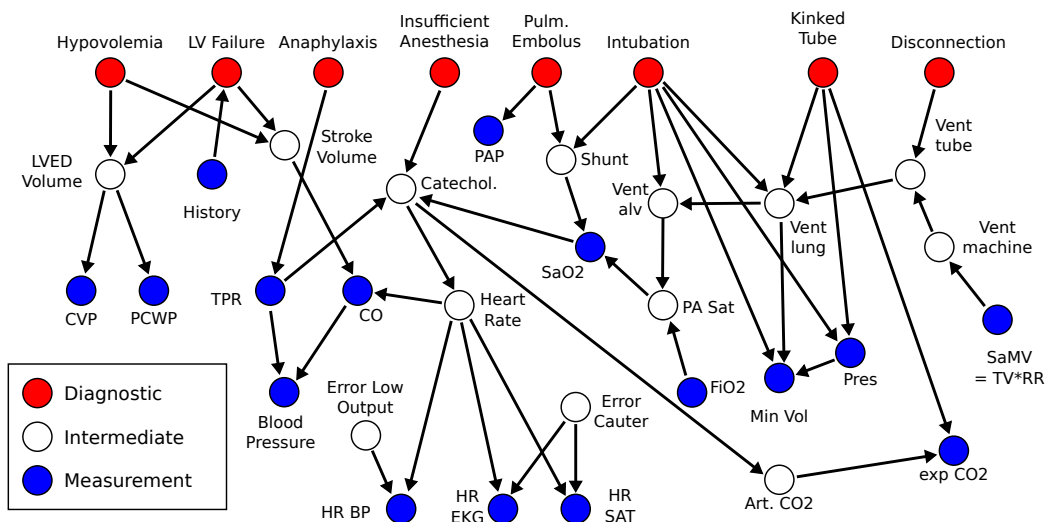 Hypovolemia
LV Failure
Anaphylaxis
Insufficient
Anesthesia
Pulm.
Embolus
Intubation
Kinked
Tube
Disconnection
LVED
Volume
History
Stroke
Volume
Catechol.
PAP
Shunt
Vent
alv
Vent
lung
Vent
tube
Vent
machine
CVP
PCWP
TPR
CO
Heart
Rate
SaO2
PA Sat
FiO2
Min Vol
Pres
SaMV
= TV*RR
Blood
Pressure
Error Low
Output
Error
Cauter
HR BP
HR
EKG
HR
SAT
Art. CO2
exp CO2
Diagnostic
Intermediate
Measurement